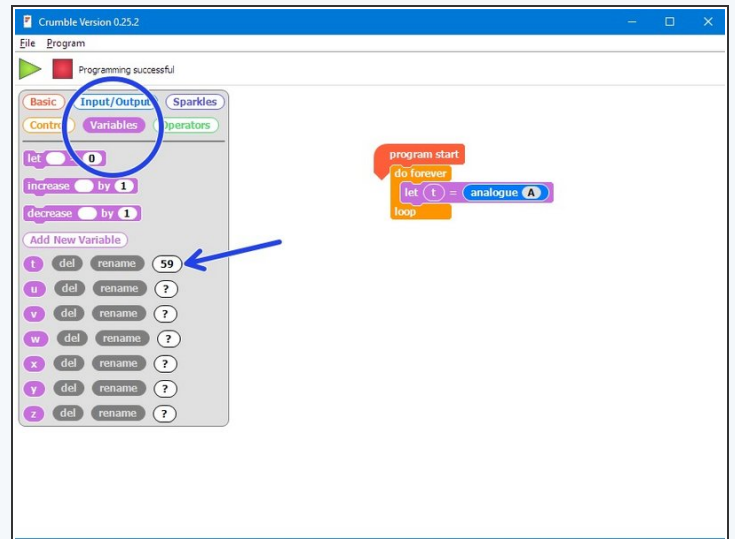 Crumble Version 0.25.2
File Program
Programming successful
Basic Input/Output Sparkles
Control Variables Operators
let = 0
increase by 1
decrease by 1
Add New Variable
t del rename 59
u del rename ?
v del rename ?
w del rename ?
x del rename ?
y del rename ?
z del rename ?
program start
do forever
let t = analogue A
loop